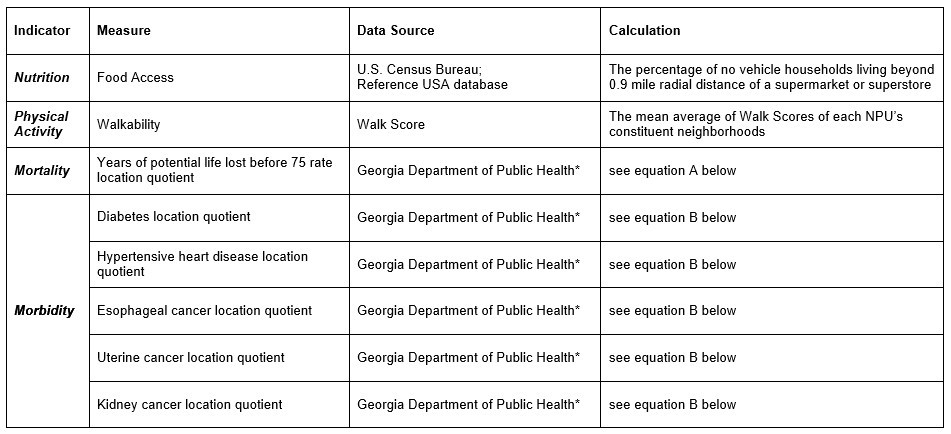 Indicator Measure Data Source Calculation
Nutrition Food Access U.S. Census Bureau; Reference USA database The percentage of no vehicle households living beyond
0.9 mile radial distance of a supermarket or superstore
Physical Activity Walkability Walk Score The mean average of Walk Scores of each NPU's
constituent neighborhoods
Mortality Years of potential life lost before 75 rate
location quotient Georgia Department of Public Health* see equation A below
Morbidity Diabetes location quotient Georgia Department of Public Health* see equation B below
Hypertensive heart disease location
quotient Georgia Department of Public Health* see equation B below
Esophageal cancer location quotient Georgia Department of Public Health* see equation B below
Uterine cancer location quotient Georgia Department of Public Health* see equation B below
Kidney cancer location quotient Georgia Department of Public Health* see equation B below